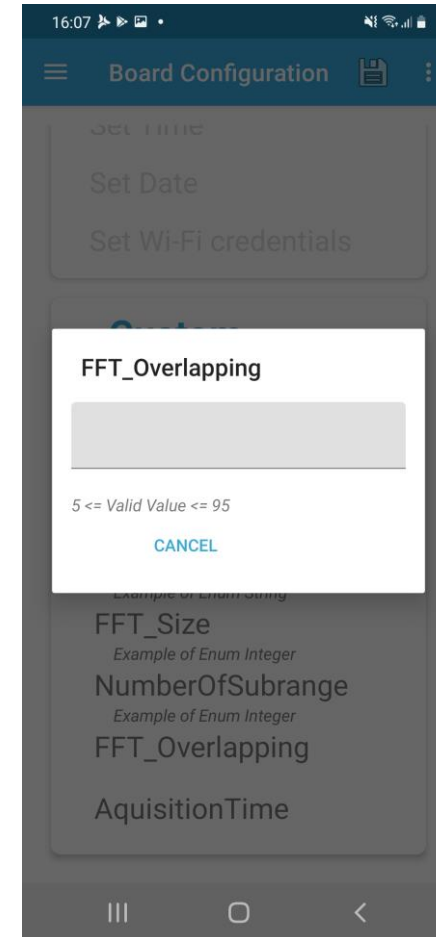 16:07
Board Configuration
Set Time
Set Date
Set Wi-Fi credentials
Custom
FFT_Overlapping
5 <= Valid Value <= 95
CANCEL
Example of Enum String
FFT_Size
Example of Enum Integer
NumberOfSubrange
Example of Enum Integer
FFT_Overlapping
AquisitionTime